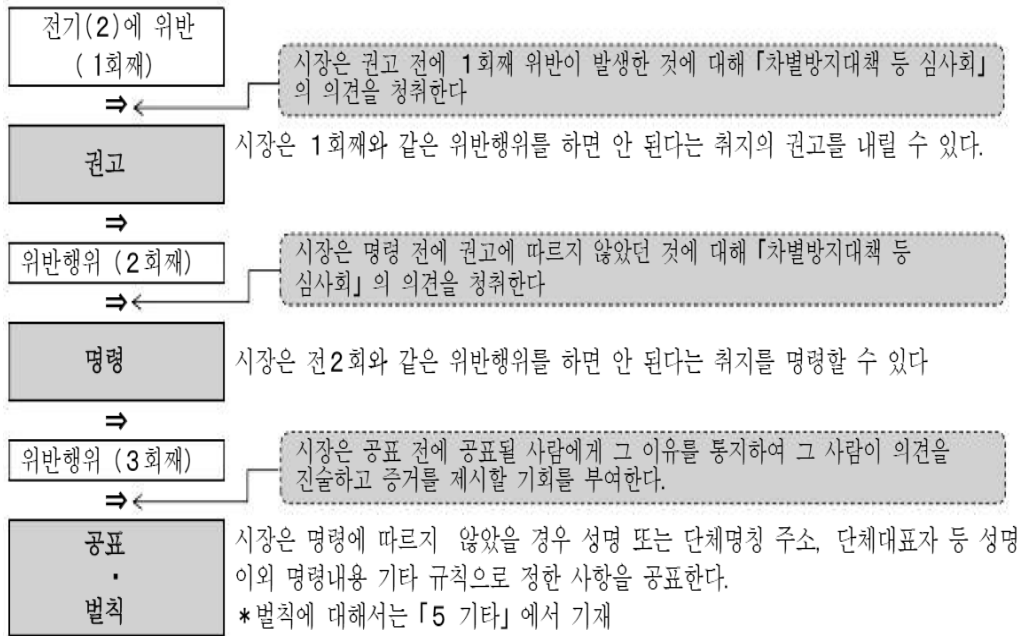 전기(2)에 위반
( 1회째)
시장은 권고 전에 1회째 위반이 발생한 것에 대해「차별방지대책 등 심사회」
의 의견을 청취한다
⇒
권고
시장은 1회째와 같은 위반행위를 하면 안 된다는 취지의 권고를 내릴 수 있다.
⇒
위반행위 (2회째)
시장은 명령 전에 권고에 따르지 않았던 것에 대해「차별방지대책 등
심사회」의 의견을 청취한다
⇒
명령
시장은 전2회와 같은 위반행위를 하면 안 된다는 취지를 명령할 수 있다
⇒
위반행위 (3회째)
시장은 공표 전에 공표될 사람에게 그 이유를 통지하여 그 사람이 의견을
진술하고 증거를 제시할 기회를 부여한다.
⇒
공표
·
벌칙
시장은 명령에 따르지 않았을 경우 성명 또는 단체명칭 주소, 단체대표자 등 성명
이외 명령내용 기타 규칙으로 정한 사항을 공표한다.
*벌칙에 대해서는「5 기타」에서 기재